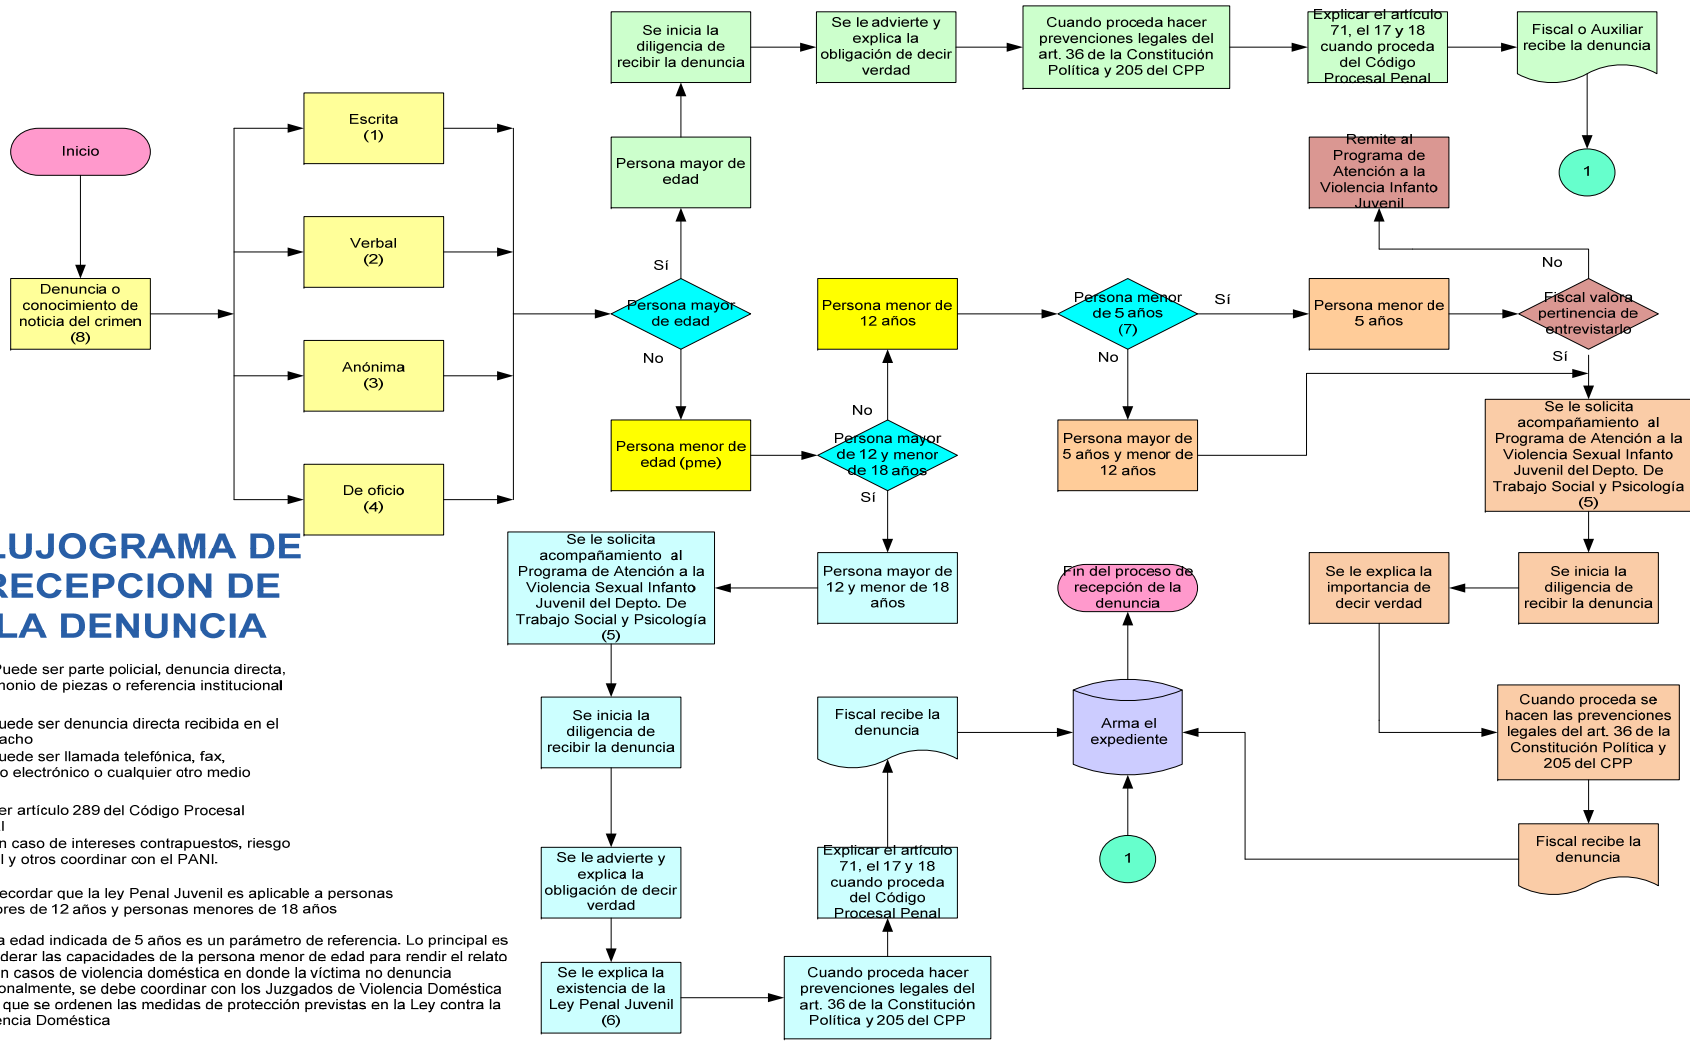 Inicio
Denuncia o
conocimiento de
noticia del crimen
(8)
Escrita
(1)
Verbal
(2)
Anónima
(3)
De oficio
(4)
Persona mayor
de edad
Sí
No
Persona mayor de
edad
Se inicia la
diligencia de
recibir la denuncia
Se le advierte y
explica la
obligación de decir
verdad
Cuando proceda hacer
prevenciones legales del
art. 36 de la Constitución
Política y 205 del CPP
Explicar el artículo
71, el 17 y 18
cuando proceda
del Código
Procesal Penal
Fiscal o Auxiliar
recibe la denuncia
1
Remite al
Programa de
Atención a la
Violencia Infanto
Juvenil
Persona menor de
edad (pme)
Persona mayor
de 12 y menor
de 18 años
No
Sí
Persona menor de
12 años
Persona menor
de 5 años
(7)
Sí
No
Persona menor de
5 años
Fiscal valora
pertinencia de
entrevistarlo
No
Sí
Persona mayor de
5 años y menor de
12 años
Se le solicita
acompañamiento al
Programa de Atención a la
Violencia Sexual Infanto
Juvenil del Depto. De
Trabajo Social y Psicología
(5)
Se inicia la
diligencia de
recibir la denuncia
Se le explica la
importancia de
decir verdad
Cuando proceda se
hacen las prevenciones
legales del art. 36 de la
Constitución Política y
205 del CPP
Fiscal recibe la
denuncia
Persona mayor de
12 y menor de 18
años
Se le solicita
acompañamiento al
Programa de Atención a la
Violencia Sexual Infanto
Juvenil del Depto. De
Trabajo Social y Psicología
(5)
Se inicia la
diligencia de
recibir la denuncia
Se le advierte y
explica la
obligación de decir
verdad
Se le explica la
existencia de la
Ley Penal Juvenil
(6)
Cuando proceda hacer
prevenciones legales del
art. 36 de la Constitución
Política y 205 del CPP
Explicar el artículo
71, el 17 y 18
cuando proceda
del Código
Procesal Penal
Fiscal recibe la
denuncia
Arma el
expediente
1
Fin del proceso de
recepción de la
denuncia
LUJOGRAMA DE
RECEPCION DE
LA DENUNCIA
Puede ser parte policial, denuncia directa,
monio de piezas o referencia institucional
uede ser denuncia directa recibida en el
acho
uede ser llamada telefónica, fax,
o electrónico o cualquier otro medio
er artículo 289 del Código Procesal
l
n caso de intereses contrapuestos, riesgo
l y otros coordinar con el PANI.
ecordar que la ley Penal Juvenil es aplicable a personas
ores de 12 años y personas menores de 18 años
a edad indicada de 5 años es un parámetro de referencia. Lo principal es
derar las capacidades de la persona menor de edad para rendir el relato
n casos de violencia doméstica en donde la víctima no denuncia
onalmente, se debe coordinar con los Juzgados de Violencia Doméstica
que se ordenen las medidas de protección previstas en la Ley contra la
encia Doméstica